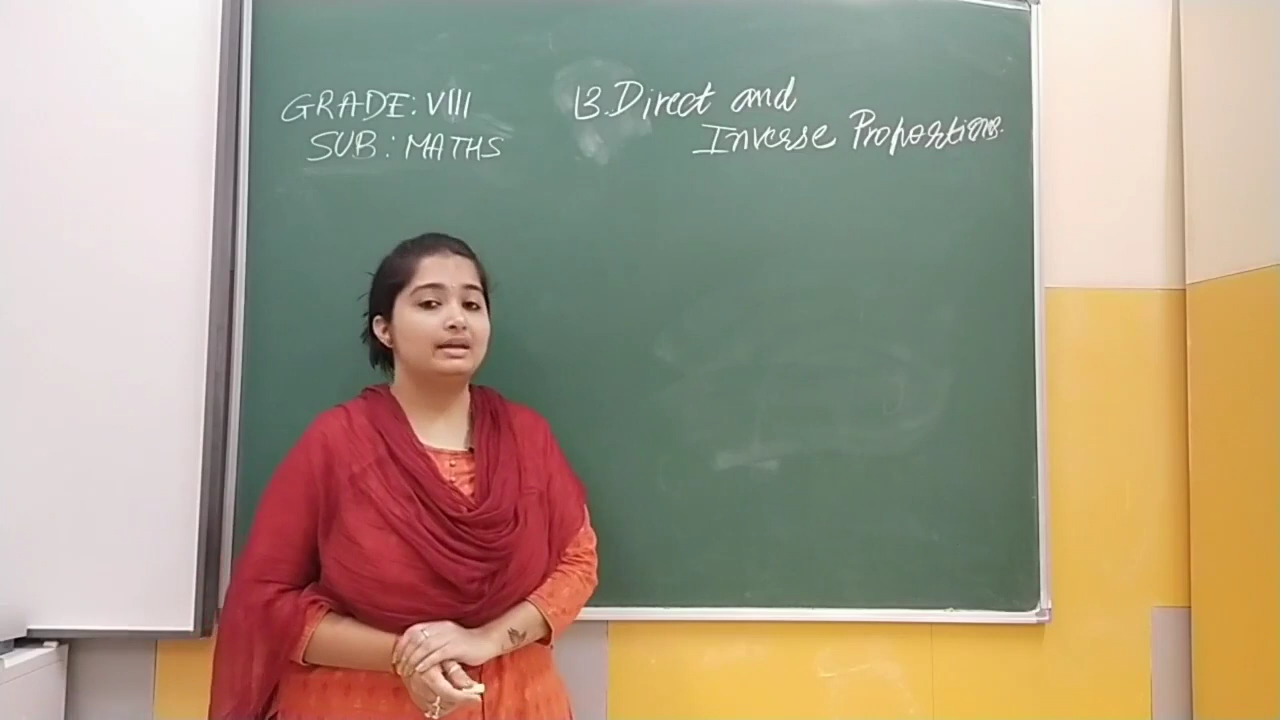 GRADE: VIII
SUB: MATHS
13. Direct and
Inverse Proportions.